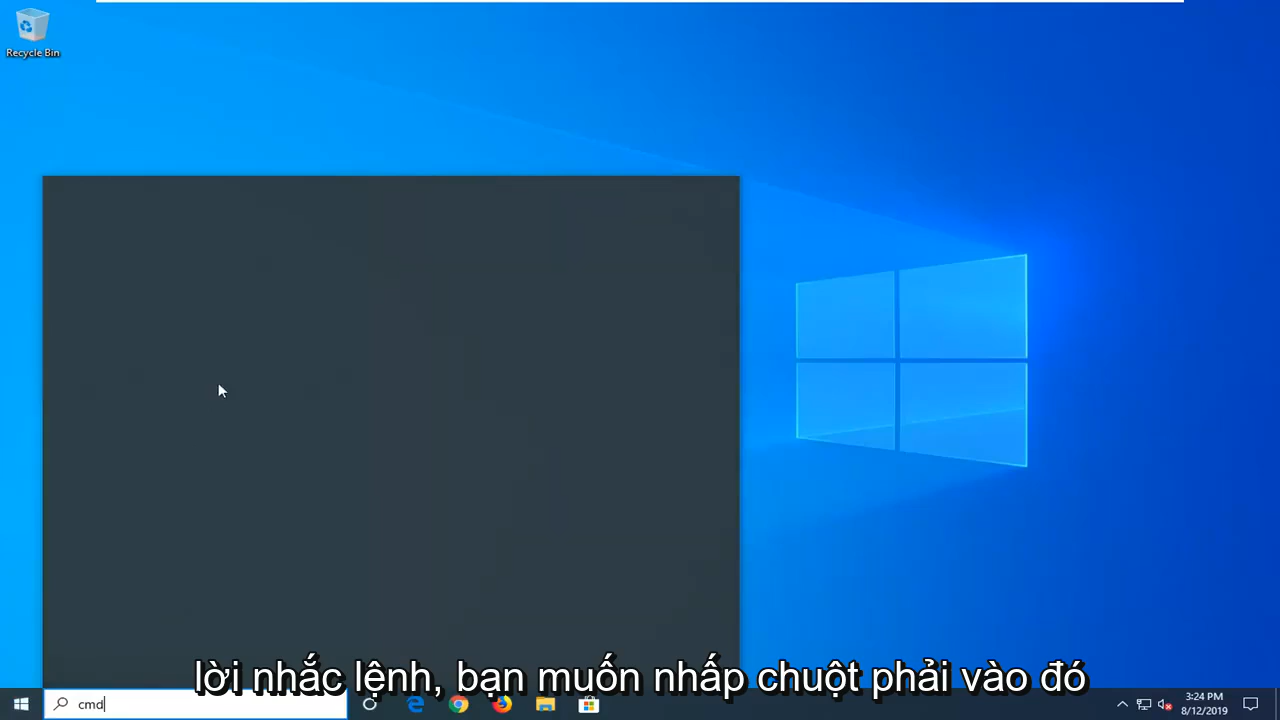 Recycle Bin
lời nhắc lệnh, bạn muốn nhấp chuột phải vào đó
cmd
3:24 PM
8/12/2019